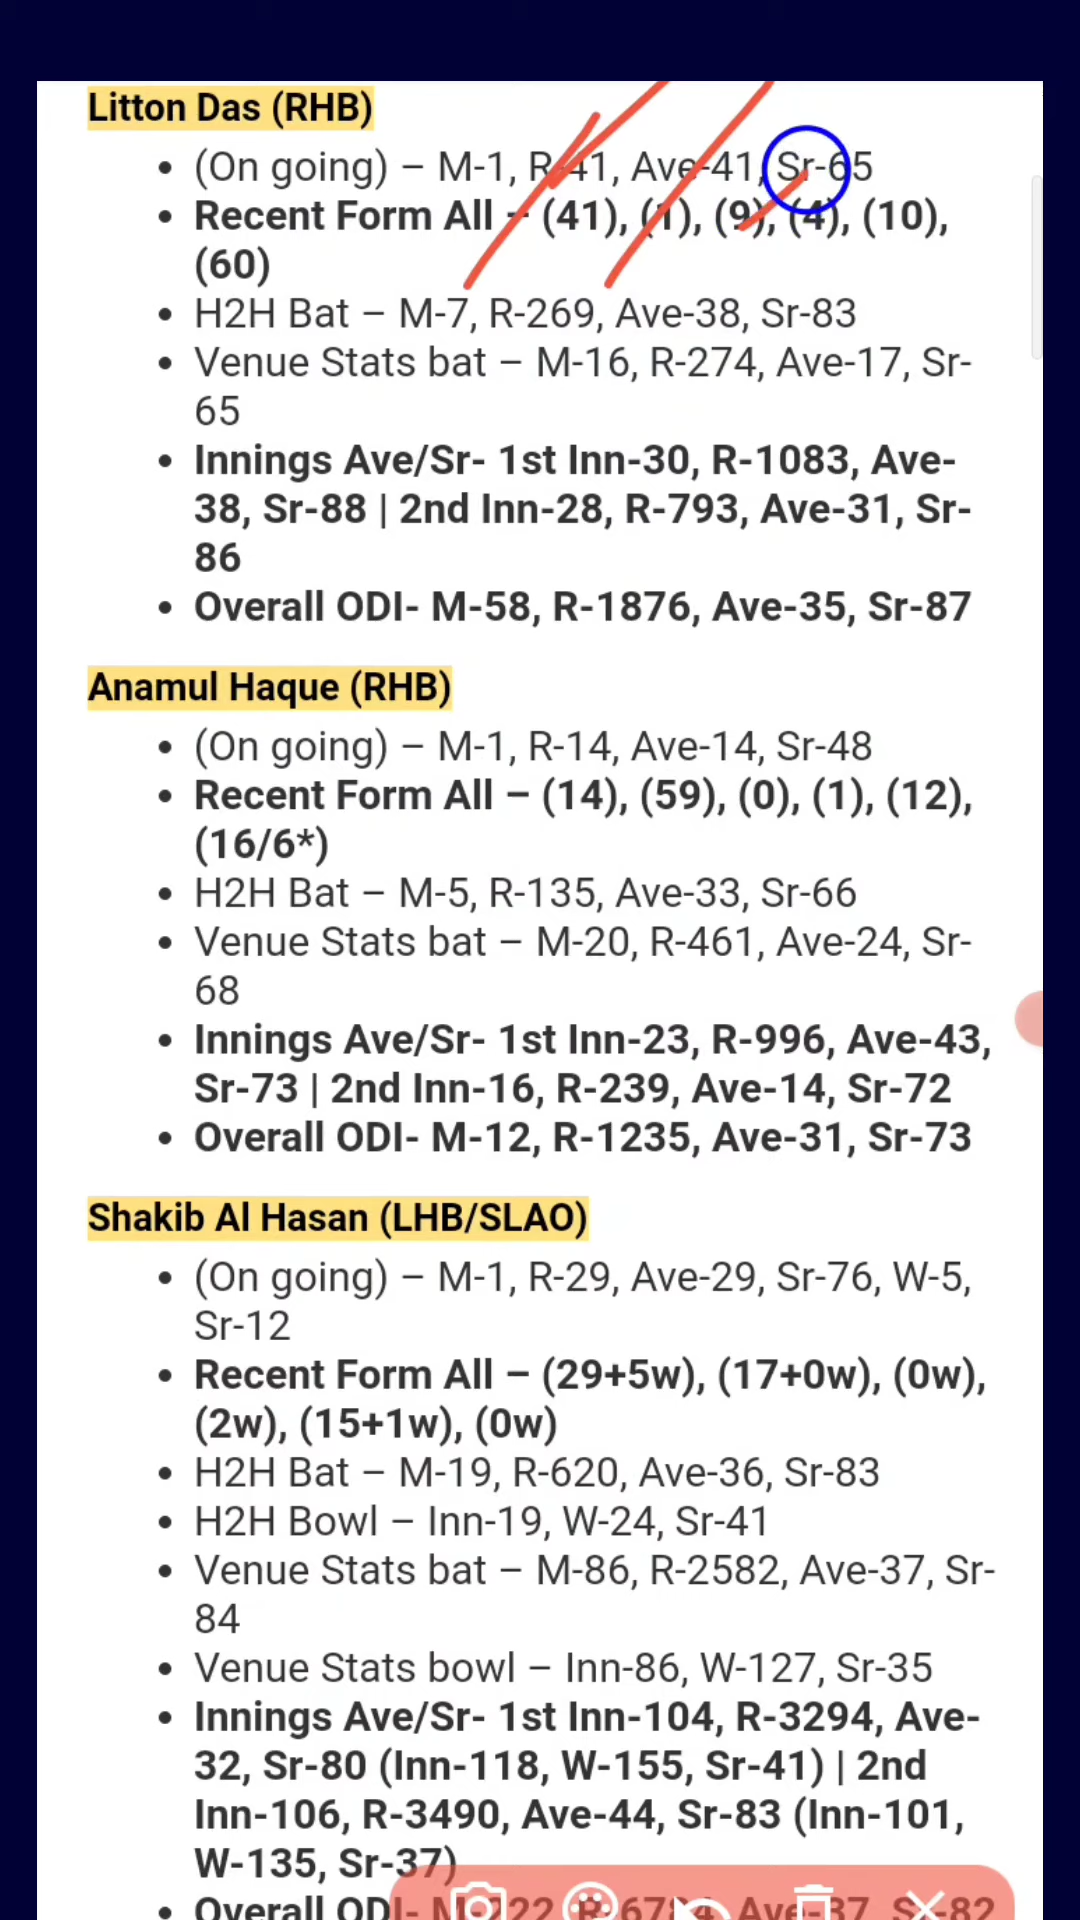 Litton Das (RHB)
(On going) – M-1, R-41, Ave-41, Sr-65
Recent Form All – (41), (1), (9), (4), (10),
(60)
H2H Bat – M-7, R-269, Ave-38, Sr-83
Venue Stats bat – M-16, R-274, Ave-17, Sr-
65
Innings Ave/Sr- 1st Inn-30, R-1083, Ave-
38, Sr-88 | 2nd Inn-28, R-793, Ave-31, Sr-
86
Overall ODI- M-58, R-1876, Ave-35, Sr-87
Anamul Haque (RHB)
(On going) – M-1, R-14, Ave-14, Sr-48
Recent Form All – (14), (59), (0), (1), (12),
(16/6*)
H2H Bat – M-5, R-135, Ave-33, Sr-66
Venue Stats bat – M-20, R-461, Ave-24, Sr-
68
Innings Ave/Sr- 1st Inn-23, R-996, Ave-43,
Sr-73 | 2nd Inn-16, R-239, Ave-14, Sr-72
Overall ODI- M-12, R-1235, Ave-31, Sr-73
Shakib Al Hasan (LHB/SLAO)
(On going) – M-1, R-29, Ave-29, Sr-76, W-5,
Sr-12
Recent Form All – (29+5w), (17+0w), (0w),
(2w), (15+1w), (0w)
H2H Bat – M-19, R-620, Ave-36, Sr-83
H2H Bowl – Inn-19, W-24, Sr-41
Venue Stats bat – M-86, R-2582, Ave-37, Sr-
84
Venue Stats bowl – Inn-86, W-127, Sr-35
Innings Ave/Sr- 1st Inn-104, R-3294, Ave-
32, Sr-80 (Inn-118, W-155, Sr-41) | 2nd
Inn-106, R-3490, Ave-44, Sr-83 (Inn-101,
W-135, Sr-37)
Overall ODI- Ave-37, Sr-82